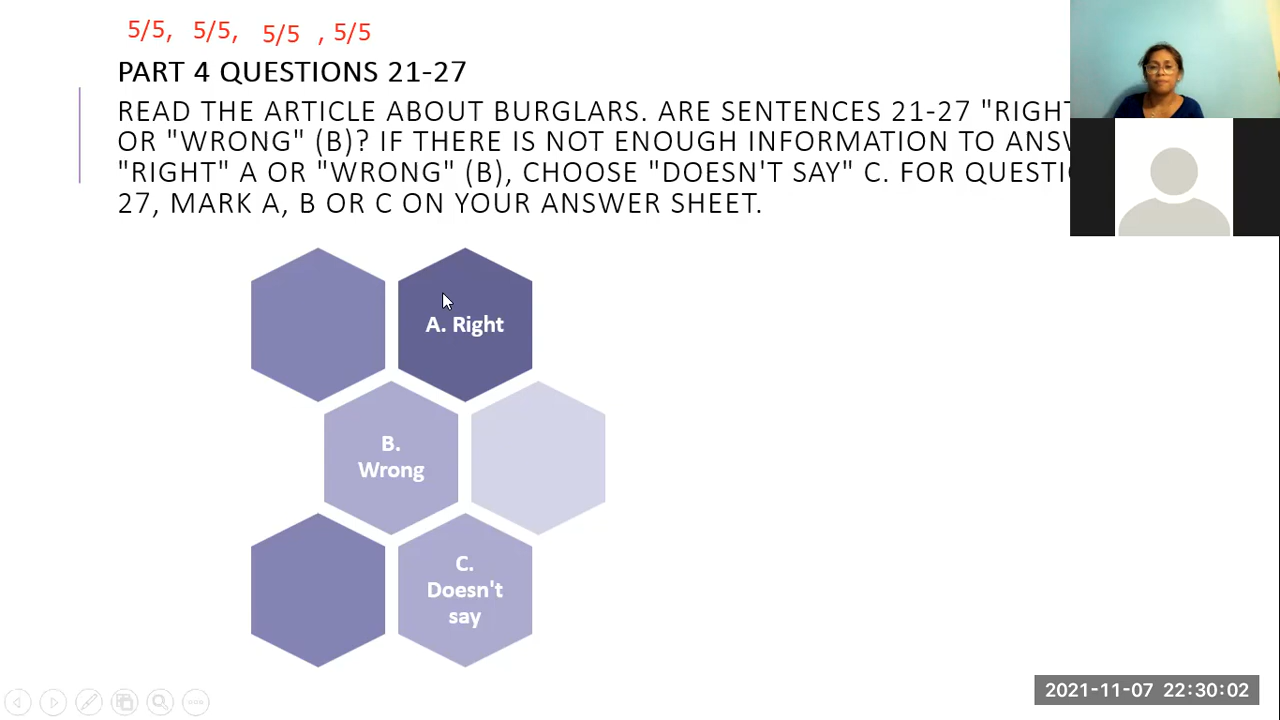 5/5, 5/5, 5/5 , 5/5
PART 4 QUESTIONS 21-27
READ THE ARTICLE ABOUT BURGLARS. ARE SENTENCES 21-27 "RIGHT
OR "WRONG" (B)? IF THERE IS NOT ENOUGH INFORMATION TO
"RIGHT" A OR "WRONG" (B), CHOOSE "DOESN'T SAY" C. FOR
27, MARK A, B OR C ON YOUR ANSWER SHEET.
A. Right
B.
Wrong
C.
Doesn't
say
2021-11-07 22:30:02